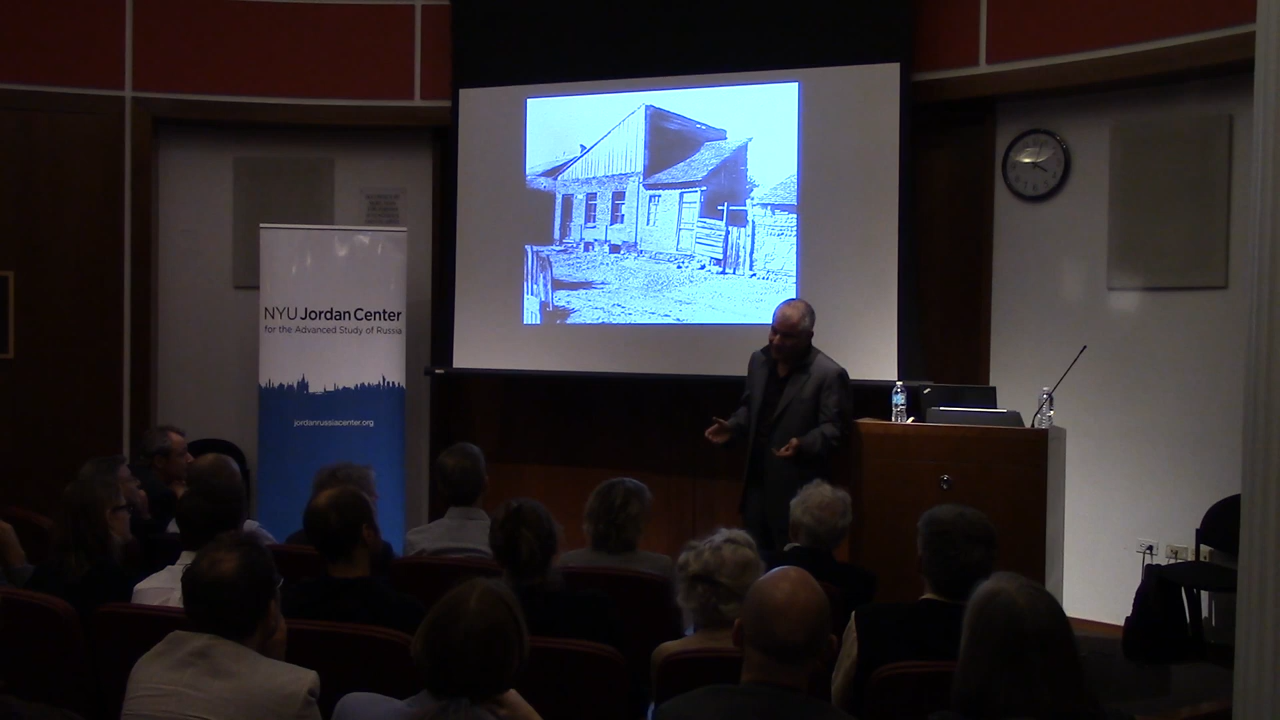 NYU Jordan Center
for the Advanced Study of Russia
jordanrussiacenter.org